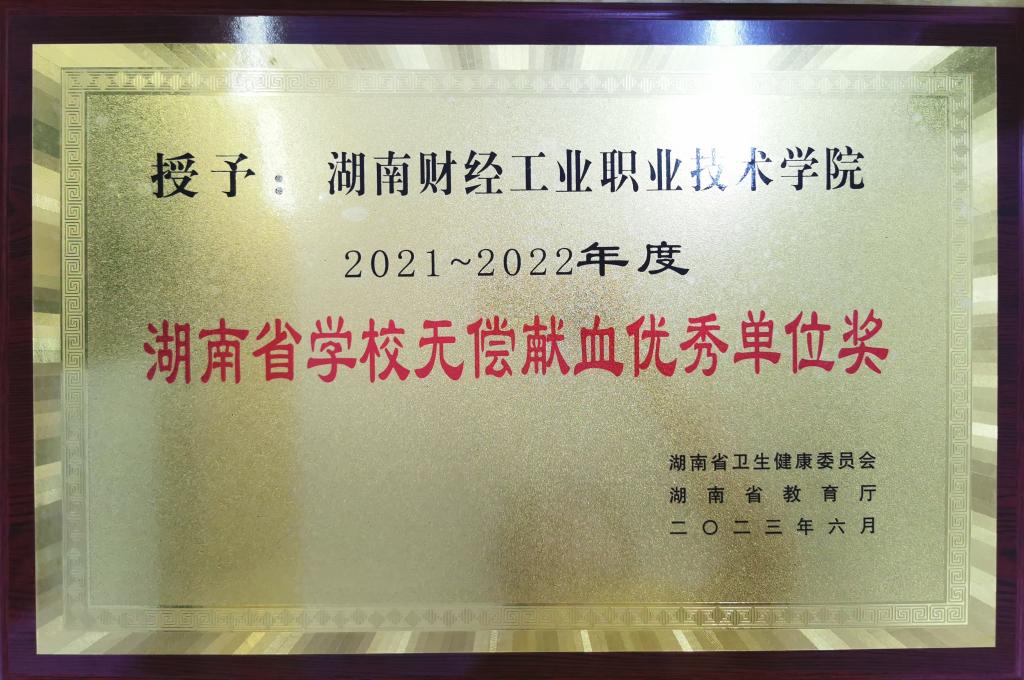 授予：湖南财经工业职业技术学院
2021~2022年度
湖南省学校无偿献血优秀单位奖
湖南省卫生健康委员会
湖南省教育厅
二〇二三年六月